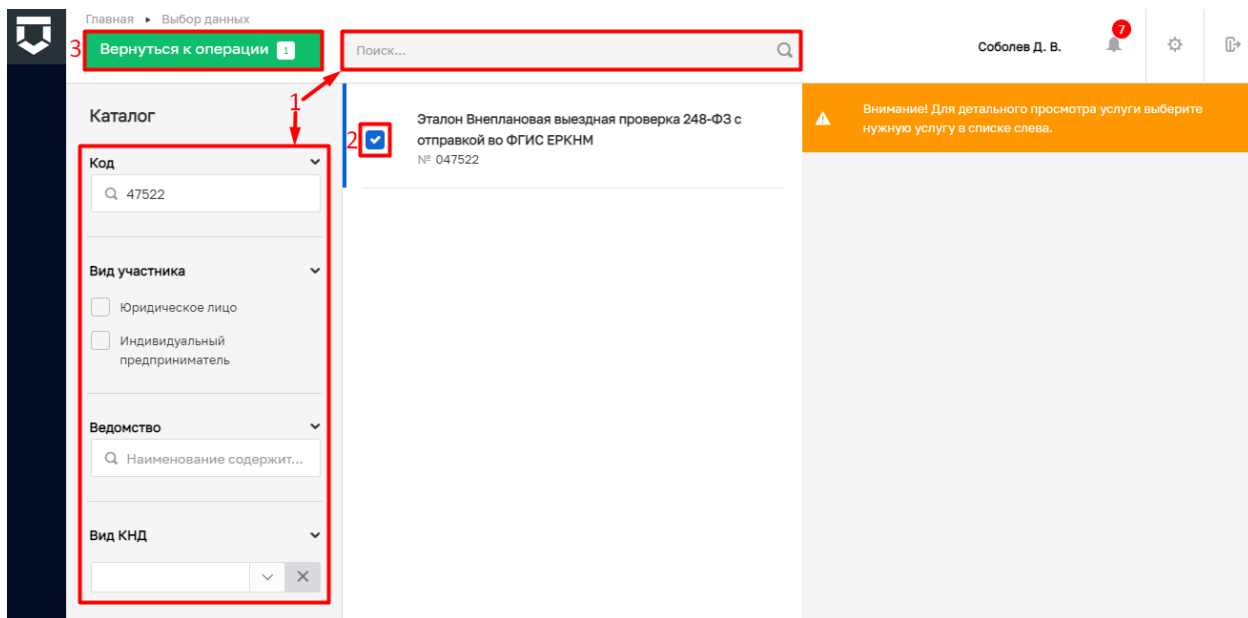 Главная ▸ Выбор данных
3 Вернуться к операции 1
Поиск...
Соболев Д. В.
7
1
Каталог
Код
47522
Вид участника
Юридическое лицо
Индивидуальный
предприниматель
Ведомство
Наименование содержит...
Вид КНД
2
Эталон Внеплановая выездная проверка 248-ФЗ с
отправкой во ФГИС ЕРКНМ
№ 047522
Внимание! Для детального просмотра услуги выберите
нужную услугу в списке слева.